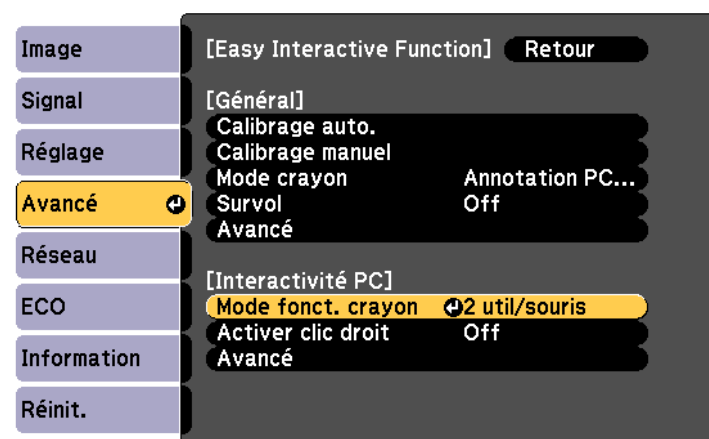 Image
Signal
Réglage
Avancé
Réseau
ECO
Information
Réinit.
[Easy Interactive Function] Retour
[Général]
Calibrage auto.
Calibrage manuel
Mode crayon Annotation PC...
Survol Off
Avancé
[Interactivité PC]
Mode fonct. crayon 2 util/souris
Activer clic droit Off
Avancé